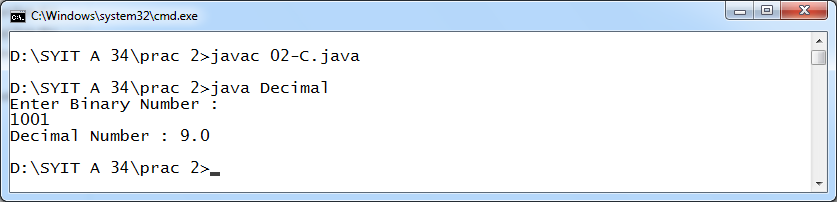 C:\Windows\system32\cmd.exe
D:\SYIT A 34\prac 2>javac 02-C.java
D:\SYIT A 34\prac 2>java Decimal
Enter Binary Number :
1001
Decimal Number : 9.0
D:\SYIT A 34\prac 2>_